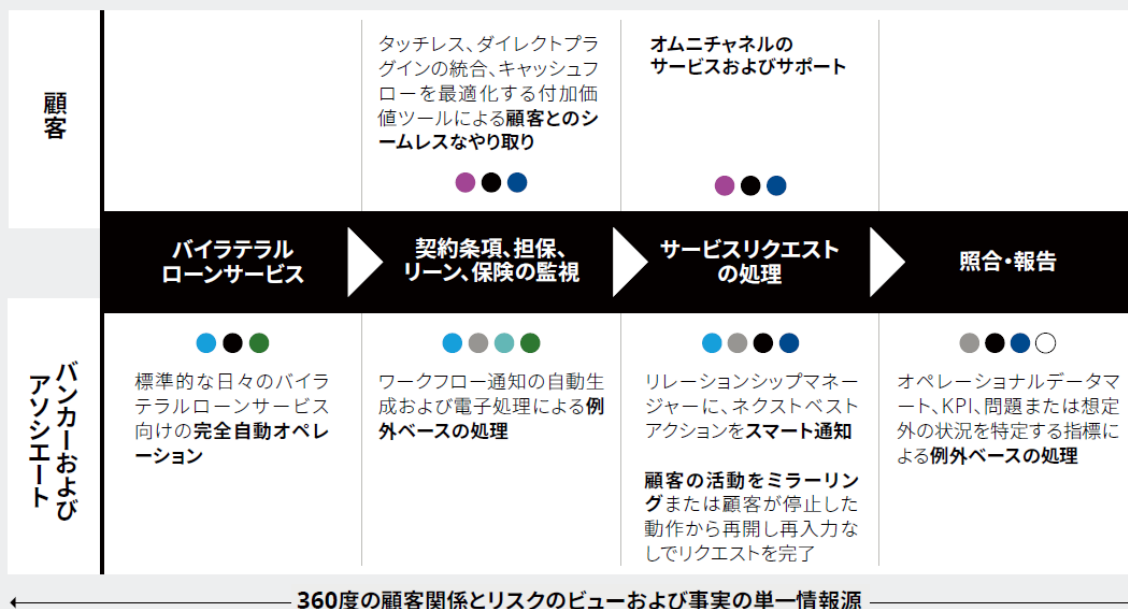 顧客
タッチレス、ダイレクトプラ
グインの統合、キャッシュフ
ローを最適化する付加価
値ツールによる顧客とのシ
ームレスなやり取り
オムニチャネルの
サービスおよびサポート
バイラテラル
ローンサービス
契約条項、担保、
リーン、保険の監視
サービスリクエスト
の処理
照合・報告
バンカーおよび
アソシエート
標準的な日々のバイラ
テラルローンサービス
向けの完全自動オペレ
ーション
ワークフロー通知の自動生
成および電子処理による例
外ベースの処理
リレーションシップマネー
ジャーに、ネクストベスト
アクションをスマート通知
顧客の活動をミラーリン
グまたは顧客が停止した
動作から再開し再入力な
しでリクエストを完了
オペレーショナルデータマ
ート、KPI、問題または想定
外の状況を特定する指標に
よる例外ベースの処理
360度の顧客関係とリスクのビューおよび事実の単一情報源